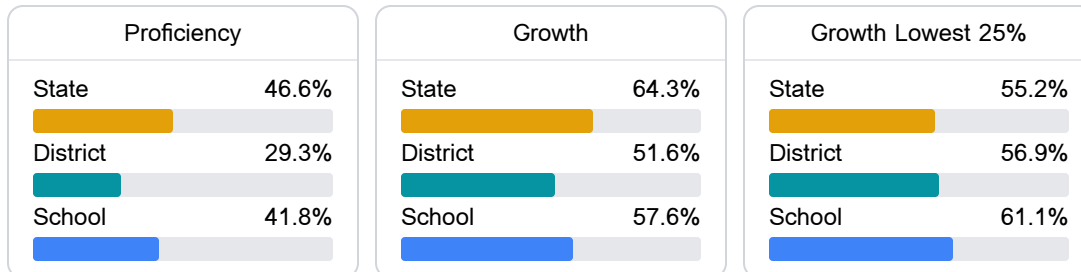 Proficiency
State 46.6%
District 29.3%
School 41.8%
Growth
State 64.3%
District 51.6%
School 57.6%
Growth Lowest 25%
State 55.2%
District 56.9%
School 61.1%